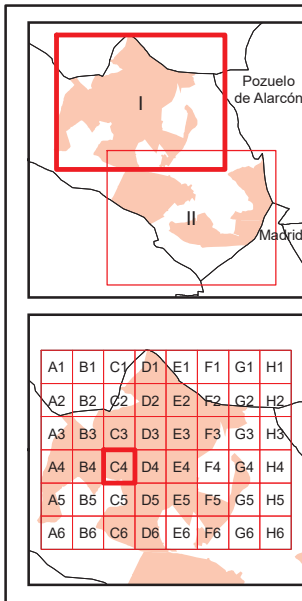 I
Pozuelo
de Alarcón
II
Madrid
A1 B1 C1 D1 E1 F1 G1 H1
A2 B2 C2 D2 E2 F2 G2 H2
A3 B3 C3 D3 E3 F3 G3 H3
A4 B4 C4 D4 E4 F4 G4 H4
A5 B5 C5 D5 E5 F5 G5 H5
A6 B6 C6 D6 E6 F6 G6 H6